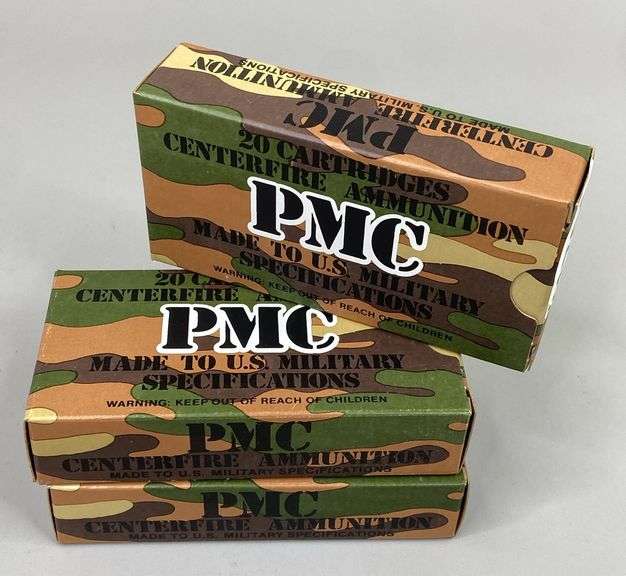 CENTERFIRE AMMUNITION
MADE TO U.S. MILITARY SPECIFICATIONS
PMC
20 CARTRIDGES
CENTERFIRE AMMUNITION
PMC
MADE TO U.S. MILITARY
SPECIFICATIONS
WARNING: KEEP OUT OF REACH OF CHILDREN
20 CA
CENTERFIRE AM
PMC
MADE TO U.S. MILITARY
SPECIFICATIONS
WARNING: KEEP OUT OF REACH OF CHILDREN
PMC
CENTERFIRE AMMUNITION
MADE TO U.S. MILITARY SPECIFICATIONS
PMC
CENTERFIRE AMMUNITION
MADE TO U.S. MILITARY SPECIFICATIONS